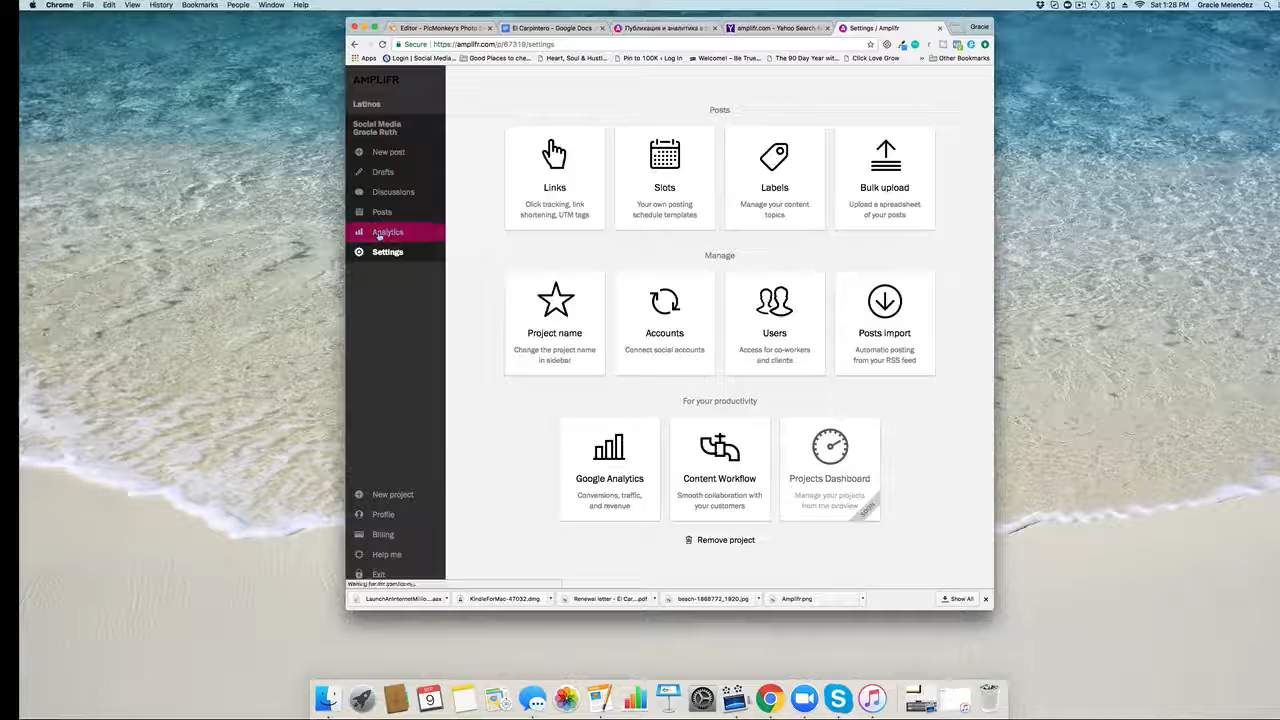 Chrome File Edit View History Bookmarks People Window Help
Sat 1:28 PM Gracie Melendez
Editor - PicMonkey's Photo
El Carpintero - Google Docs
Публикация и аналитика в
amplifr.com - Yahoo Search
Settings / Amplifr
Gracie
Secure https://amplifr.com/p/67319/settings
Apps
Login | Social Media...
Good Places to che...
Heart, Soul & Hustl...
Pin to 100K ‹ Log In
Welcome! – Be True...
The 90 Day Year wit...
Click Love Grow
»
Other Bookmarks
AMPLIFR
Latinos
Social Media
Gracie Ruth
New post
Drafts
Discussions
Posts
Analytics
Settings
New project
Profile
Billing
Help me
Exit
Posts
Links
Click tracking, link
shortening, UTM tags
Slots
Your own posting
schedule templates
Labels
Manage your content
topics
Bulk upload
Upload a spreadsheet
of your posts
Manage
Project name
Change the project name
in sidebar
Accounts
Connect social accounts
Users
Access for co-workers
and clients
Posts import
Automatic posting
from your RSS feed
For your productivity
Google Analytics
Conversions, traffic,
and revenue
Content Workflow
Smooth collaboration with
your customers
Projects Dashboard
Manage your projects
from the overview
soon
Remove project
LaunchAnInternetMillio....aax
KindleForMac-47032.dmg
Renewal letter - El Car....pdf
beach-1868772_1920.jpg
Amplifr.png
Show All
SEP
9